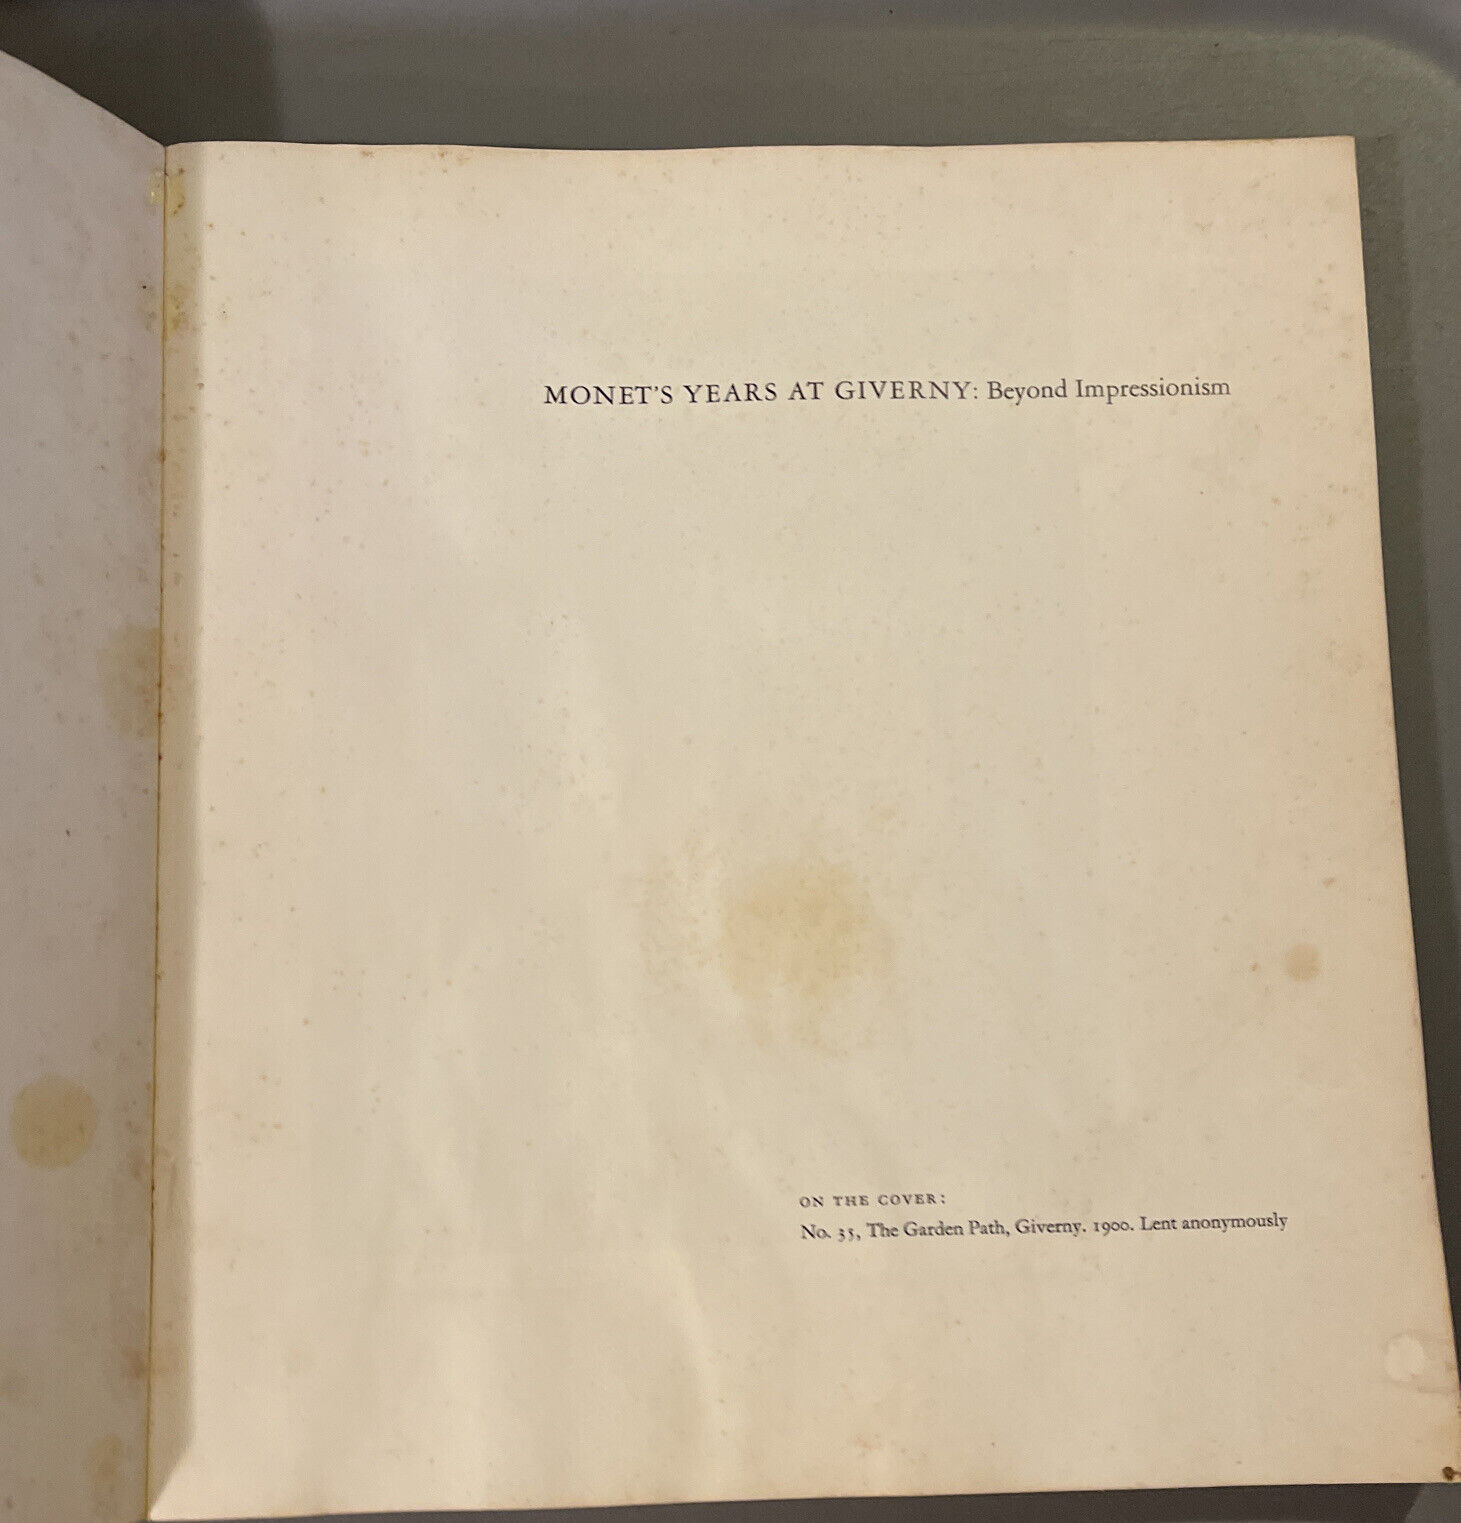 MONET'S YEARS AT GIVERNY: Beyond Impressionism
ON THE COVER:
No. 35, The Garden Path, Giverny. 1900. Lent anonymously